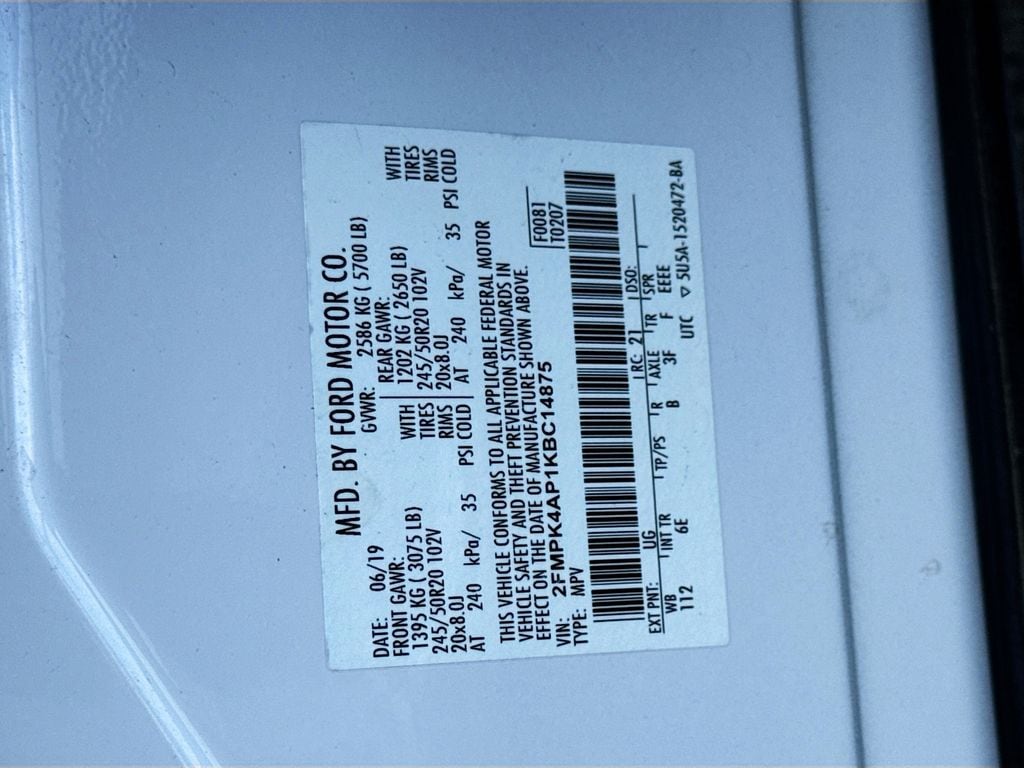 MFD. BY FORD MOTOR CO.
DATE: 06/19 GVWR: 2586 KG ( 5700 LB)
FRONT GAWR: REAR GAWR:
1395 KG ( 3075 LB) WITH 1202 KG ( 2650 LB) WITH
245/50R20 102V TIRES 245/50R20 102V TIRES
20x8.0J RIMS 20x8.0J RIMS
AT 240 kPa/ 35 PSI COLD AT 240 kPa/ 35 PSI COLD
THIS VEHICLE CONFORMS TO ALL APPLICABLE FEDERAL MOTOR
VEHICLE SAFETY AND THEFT PREVENTION STANDARDS IN
EFFECT ON THE DATE OF MANUFACTURE SHOWN ABOVE.
VIN: 2FMPK4AP1KBC14875 F0081
TYPE: MPV T0207
EXT PNT: UG RC: 21 DSO:
WB INT TR TP/PS R AXLE TR SPR
112 6E B 3F F EEEE
UTC ▽ 5U5A-1520472-BA